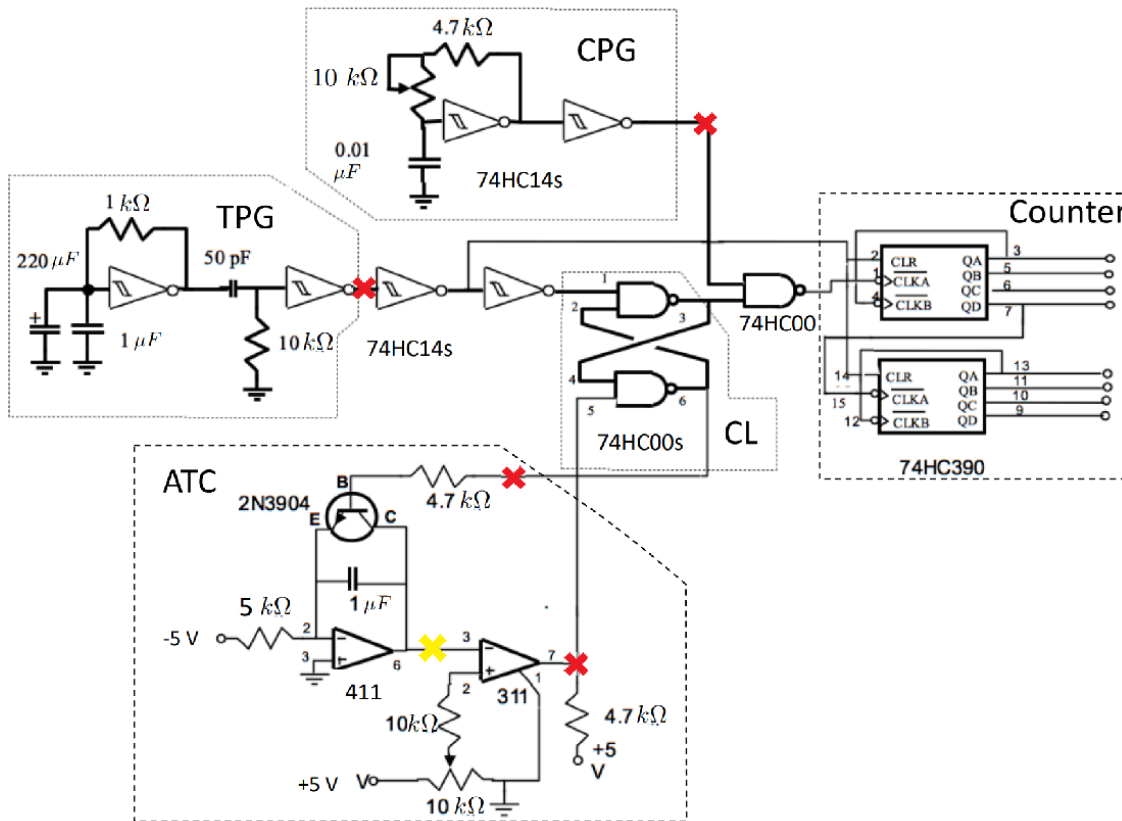 4.7 kΩ
CPG
10 kΩ
0.01
μF
74HC14s
TPG
1 kΩ
220 μF
+
50 pF
1 μF
10 kΩ
74HC14s
1
2
3
4
5
6
74HC00
74HC00s
CL
Counter
2 CLR QA 3
1 CLKA QB 5
QC 6
4 CLKB QD 7
14 CLR QA 13
15 CLKA QB 11
QC 10
12 CLKB QD 9
74HC390
ATC
2N3904
B
E
C
4.7 kΩ
1 μF
5 kΩ
-5 V
2 −
3 +
6
411
3 −
2 +
7
1
311
10kΩ
4.7 kΩ
+5
V
+5 V
V
10 kΩ